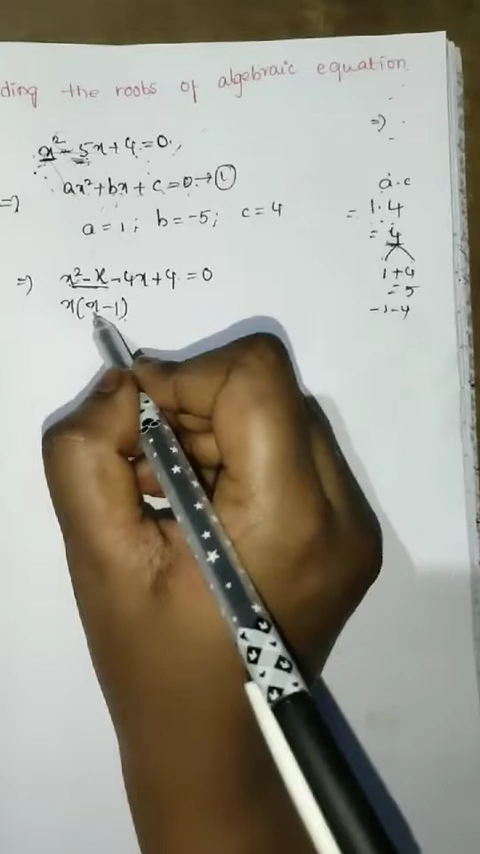 ding the roots of algebraic equation
x² - 5x + 4 = 0
ax² + bx + c = 0 → ①
=> a = 1; b = -5; c = 4
=> x² - x - 4x + 4 = 0
x(x - 1)
=>
a·c
= 1·4
= 4
1+4
= 5
-1-4